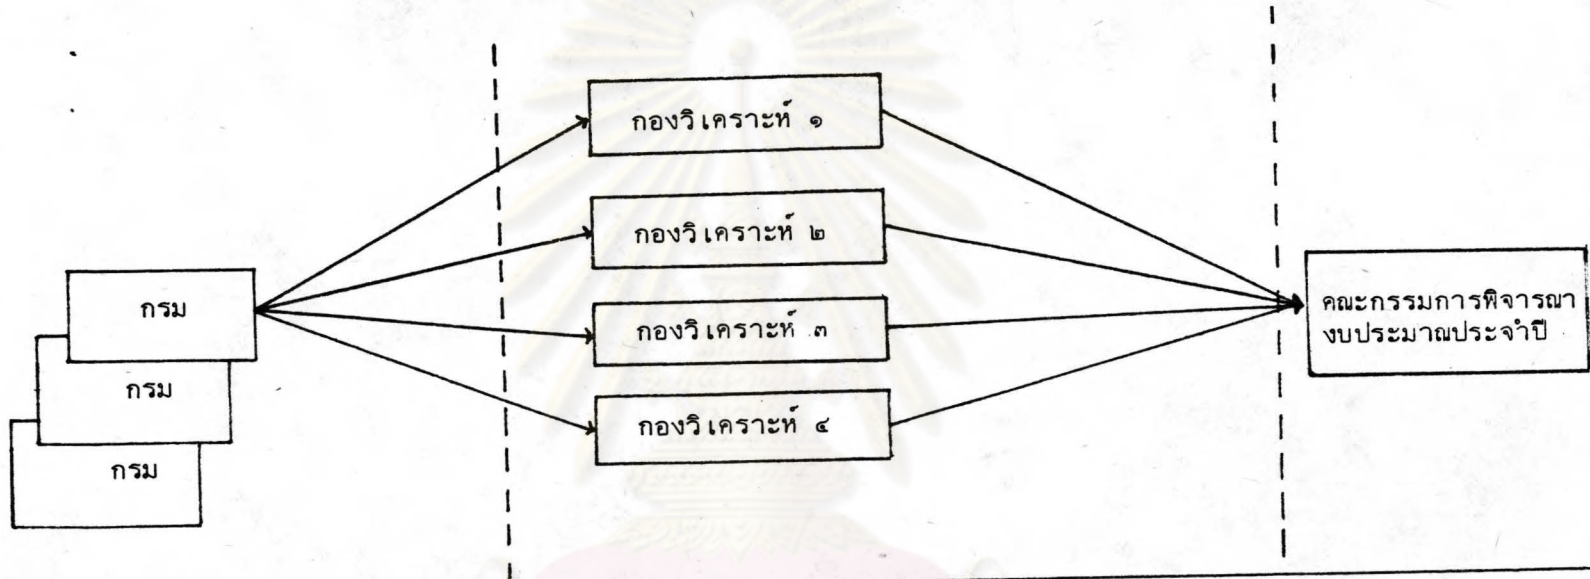 กองวิเคราะห์ ๑
กองวิเคราะห์ ๒
กรม
กองวิเคราะห์ ๓
คณะกรรมการพิจารณา
งบประมาณประจำปี
กรม
กองวิเคราะห์ ๔
กรม